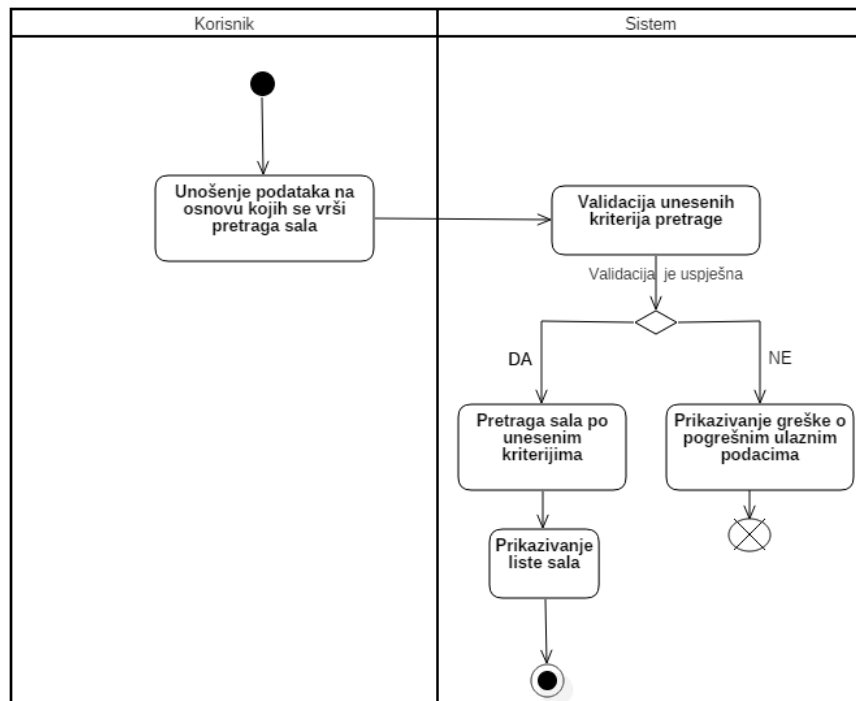 Korisnik
Sistem
Unošenje podataka na
osnovu kojih se vrši
pretraga sala
Validacija unesenih
kriterija pretrage
Validacija je uspješna
DA
NE
Pretraga sala po
unesenim
kriterijima
Prikazivanje greške o
pogrešnim ulaznim
podacima
Prikazivanje
liste sala